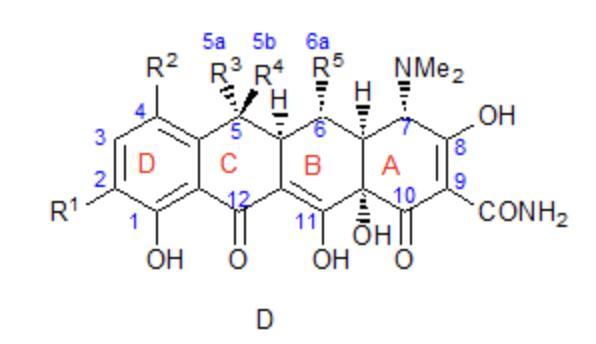 5a 5b 6a
R² R³ R⁴ R⁵ NMe₂
H H
4 5 6 7 OH
3 8
D C B A
2 9
R¹ 12 10 CONH₂
1 11
OH
OH O OH O
D